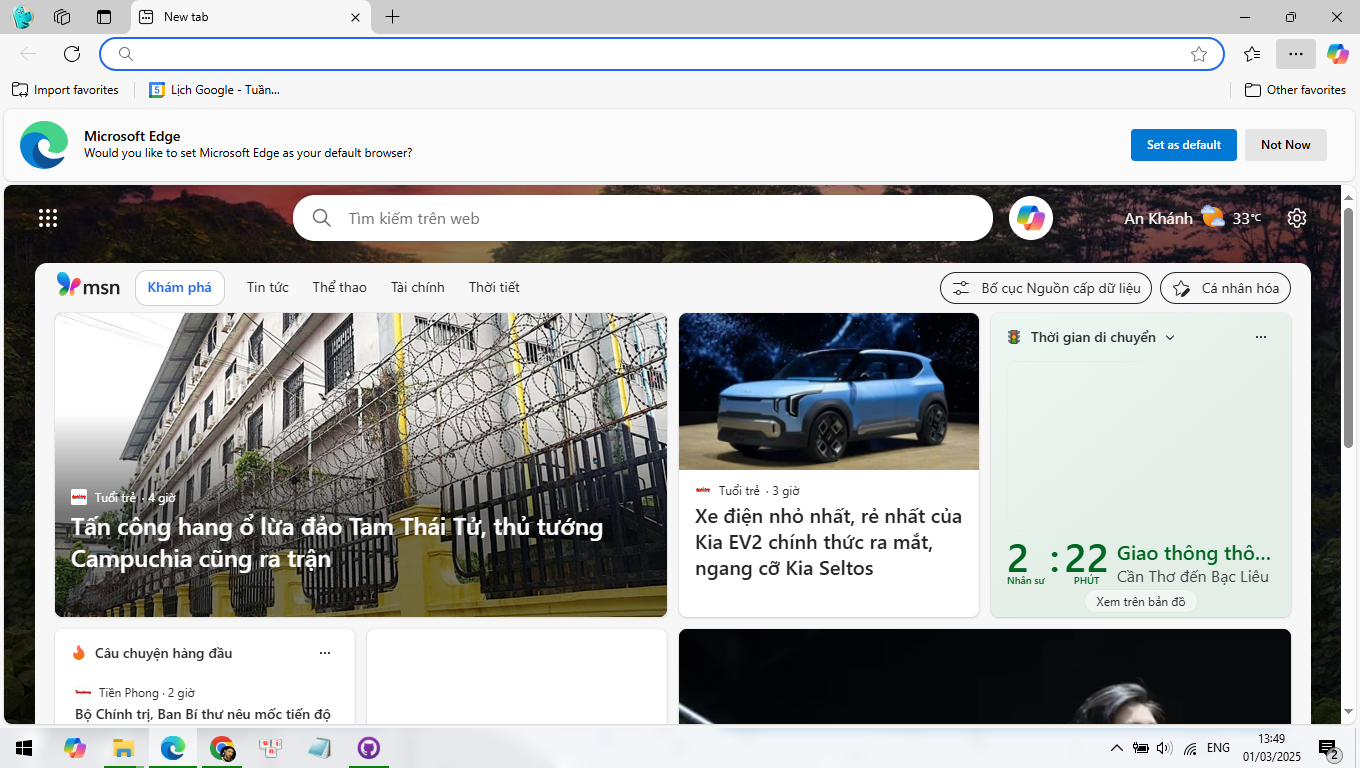 New tab
Import favorites
5
Lịch Google - Tuần...
Other favorites
Microsoft Edge
Would you like to set Microsoft Edge as your default browser?
Set as default
Not Now
Tìm kiếm trên web
An Khánh
33°C
msn
Khám phá
Tin tức
Thể thao
Tài chính
Thời tiết
Bố cục Nguồn cấp dữ liệu
Cá nhân hóa
Tuổi trẻ · 4 giờ
Tấn công hang ổ lừa đảo Tam Thái Tử, thủ tướng
Campuchia cũng ra trận
Tuổi trẻ · 3 giờ
Xe điện nhỏ nhất, rẻ nhất của
Kia EV2 chính thức ra mắt,
ngang cỡ Kia Seltos
Thời gian di chuyển
2 : 22
Nhân sự
PHÚT
Giao thông thô...
Cần Thơ đến Bạc Liêu
Xem trên bản đồ
Câu chuyện hàng đầu
Tiền Phong · 2 giờ
Bộ Chính trị, Ban Bí thư nêu mốc tiến độ
ENG
13:49
01/03/2025
2